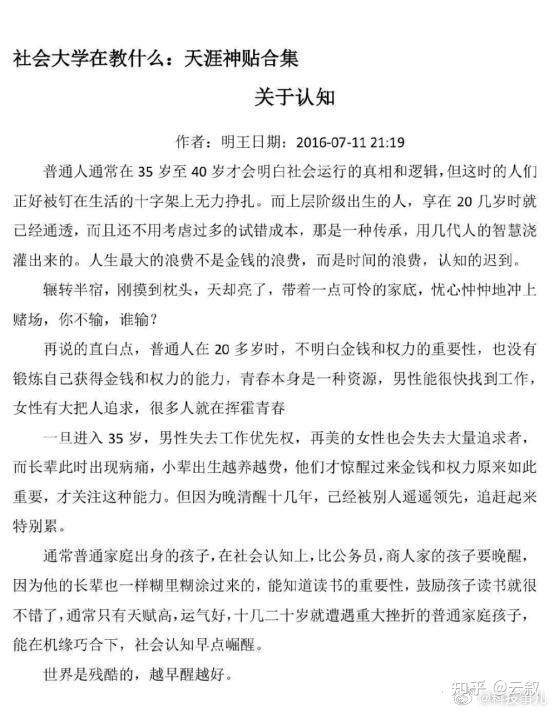 社会大学在教什么：天涯神贴合集
关于认知
作者：明王日期：2016-07-11 21:19
普通人通常在 35 岁至 40 岁才会明白社会运行的真相和逻辑，但这时的人们
正好被钉在生活的十字架上无力挣扎。而上层阶级出生的人，享在 20 几岁时就
已经通透，而且还不用考虑过多的试错成本，那是一种传承，用几代人的智慧浇
灌出来的。人生最大的浪费不是金钱的浪费，而是时间的浪费，认知的迟到。
辗转半宿，刚摸到枕头，天却亮了，带着一点可怜的家底，忧心忡忡地冲上
赌场，你不输，谁输？
再说的直白点，普通人在 20 多岁时，不明白金钱和权力的重要性，也没有
锻炼自己获得金钱和权力的能力，青春本身是一种资源，男性能很快找到工作，
女性有大把人追求，很多人就在挥霍青春
一旦进入 35 岁，男性失去工作优先权，再美的女性也会失去大量追求者，
而长辈此时出现病痛，小辈出生越养越费，他们才惊醒过来金钱和权力原来如此
重要，才关注这种能力。但因为晚清醒十几年，已经被别人遥遥领先，追赶起来
特别累。
通常普通家庭出身的孩子，在社会认知上，比公务员，商人家的孩子要晚醒，
因为他的长辈也一样糊里糊涂过来的，能知道读书的重要性，鼓励孩子读书就很
不错了，通常只有天赋高，运气好，十几二十岁就遭遇重大挫折的普通家庭孩子，
能在机缘巧合下，社会认知早点崛醒。
世界是残酷的，越早醒越好。
知乎 @云叙